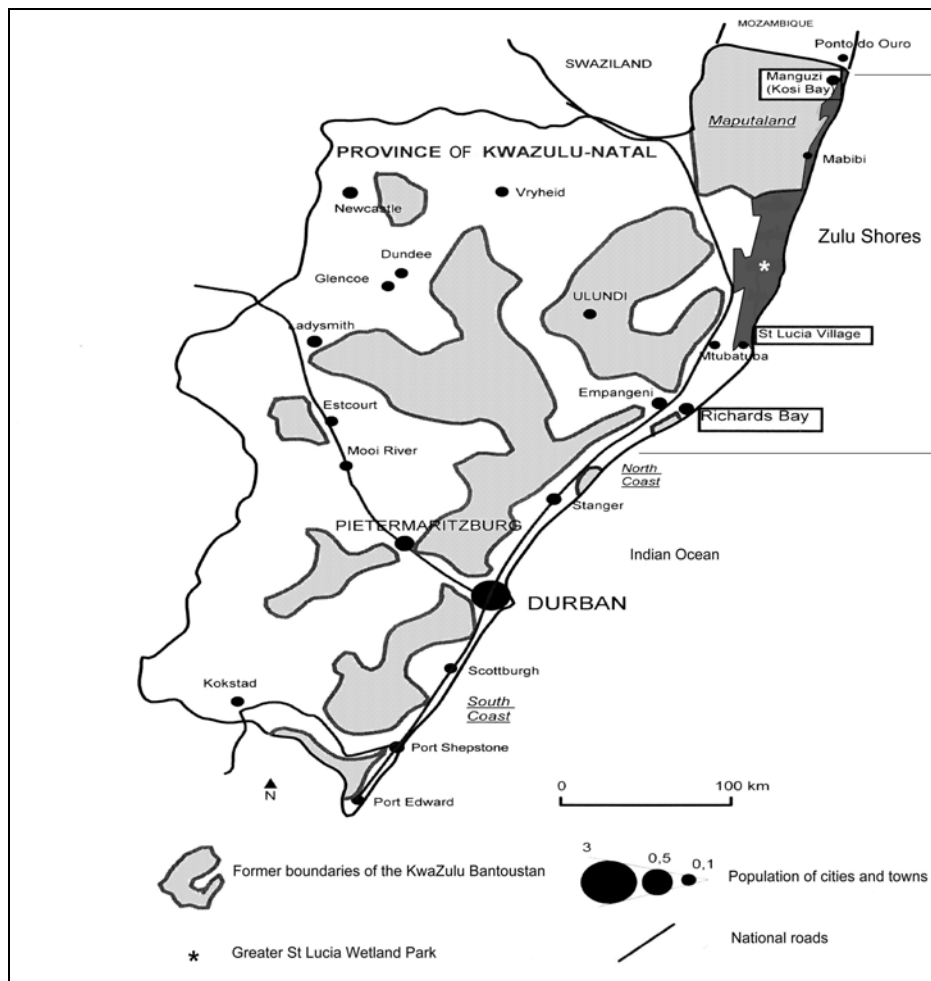 MOZAMBIQUE
Ponto do Ouro
SWAZILAND
Manguzi
(Kosi Bay)
Maputaland
PROVINCE OF KWAZULU-NATAL
Mabibi
Newcastle
Vryheid
Zulu Shores
Dundee
Glencoe
*
ULUNDI
Ladysmith
St Lucia Village
Mtubatuba
Empangeni
Estcourt
Richards Bay
Mooi River
North
Coast
Stanger
PIETERMARITZBURG
Indian Ocean
DURBAN
Scottburgh
Kokstad
South
Coast
Port Shepstone
N
Port Edward
0 100 km
3
0,5
0,1
Former boundaries of the KwaZulu Bantoustan
Population of cities and towns
* Greater St Lucia Wetland Park
National roads